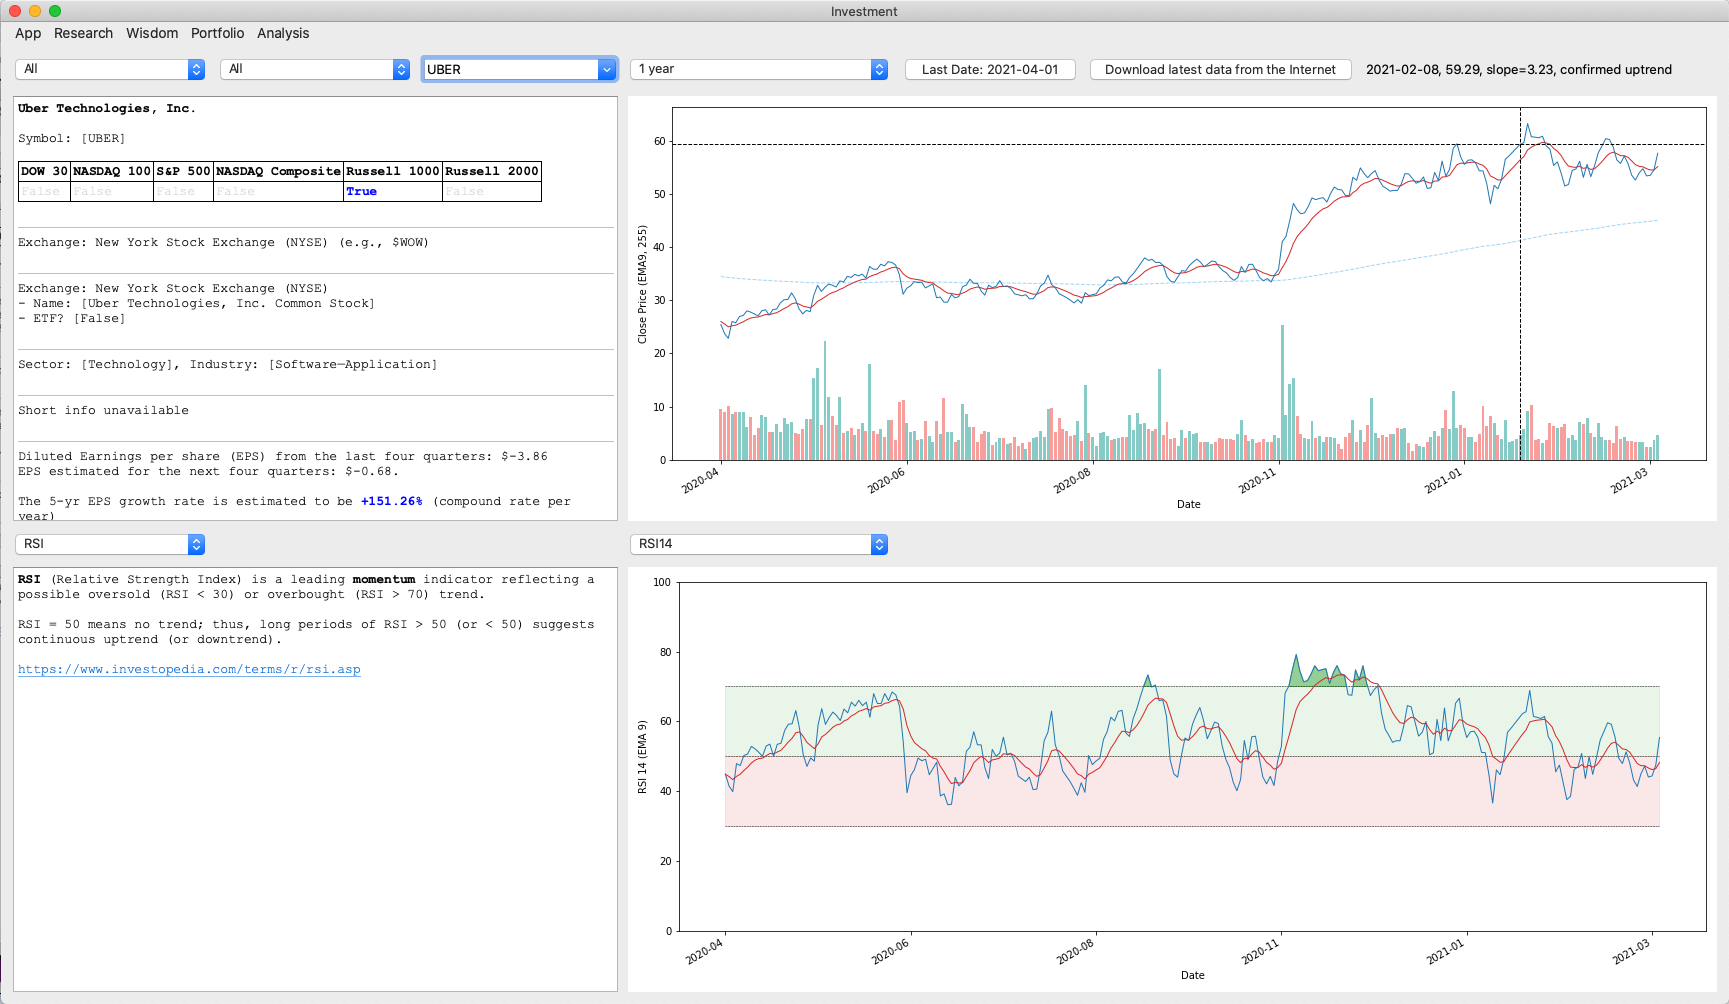 Investment
App Research Wisdom Portfolio Analysis
All All UBER 1 year Last Date: 2021-04-01 Download latest data from the Internet 2021-02-08, 59.29, slope=3.23, confirmed uptrend
Uber Technologies, Inc.
Symbol: [UBER]
DOW 30 NASDAQ 100 S&P 500 NASDAQ Composite Russell 1000 Russell 2000
False False False False True False
Exchange: New York Stock Exchange (NYSE) (e.g., $WOW)
Exchange: New York Stock Exchange (NYSE)
- Name: [Uber Technologies, Inc. Common Stock]
- ETF? [False]
Sector: [Technology], Industry: [Software—Application]
Short info unavailable
Diluted Earnings per share (EPS) from the last four quarters: $-3.86
EPS estimated for the next four quarters: $-0.68.
The 5-yr EPS growth rate is estimated to be +151.26% (compound rate per
year)
Close Price (EMA9, 255)
60
50
40
30
20
10
0
2020-04 2020-06 2020-08 2020-11 2021-01 2021-03
Date
RSI RSI14
RSI (Relative Strength Index) is a leading momentum indicator reflecting a
possible oversold (RSI < 30) or overbought (RSI > 70) trend.
RSI = 50 means no trend; thus, long periods of RSI > 50 (or < 50) suggests
continuous uptrend (or downtrend).
https://www.investopedia.com/terms/r/rsi.asp
RSI 14 (EMA 9)
100
80
60
40
20
0
2020-04 2020-06 2020-08 2020-11 2021-01 2021-03
Date